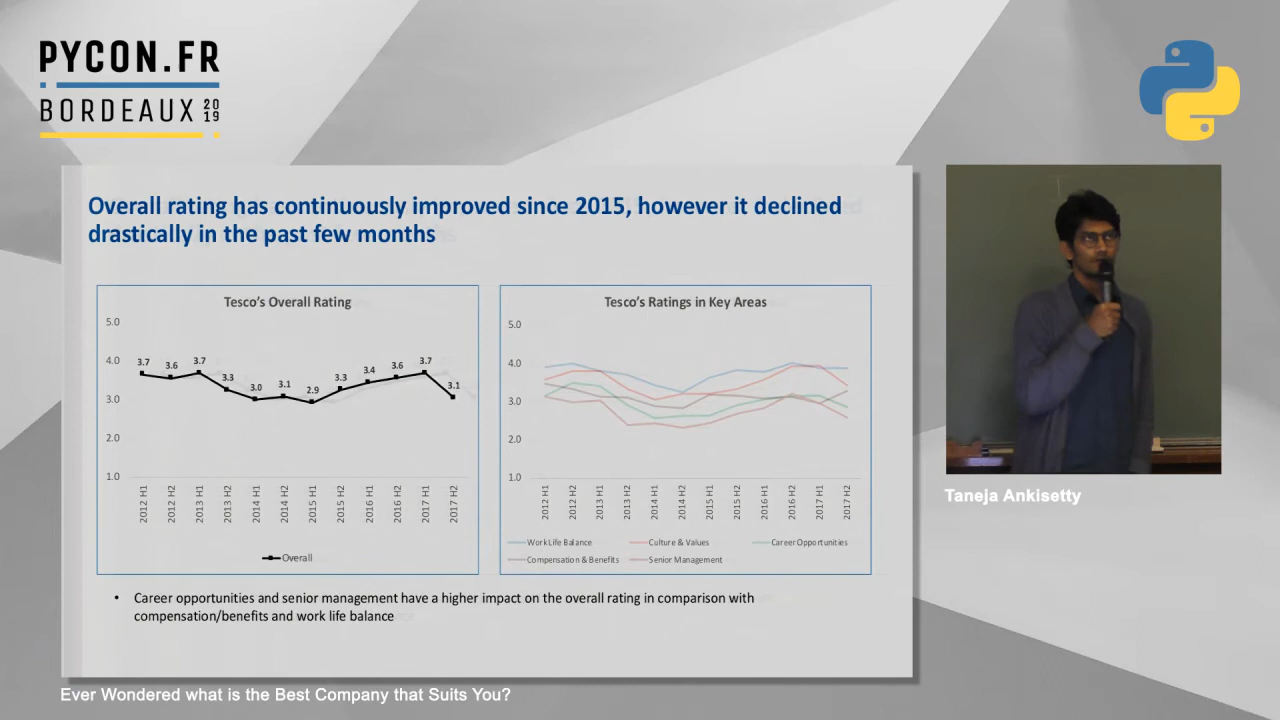 PYCON.FR
BORDEAUX 2019
Overall rating has continuously improved since 2015, however it declined
drastically in the past few months
Tesco's Overall Rating
5.0
4.0
3.0
2.0
1.0
3.7
3.6
3.7
3.3
3.0
3.1
2.9
3.3
3.4
3.6
3.7
3.1
2012 H1
2012 H2
2013 H1
2013 H2
2014 H1
2014 H2
2015 H1
2015 H2
2016 H1
2016 H2
2017 H1
2017 H2
Overall
Tesco's Ratings in Key Areas
5.0
4.0
3.0
2.0
1.0
2012 H1
2012 H2
2013 H1
2013 H2
2014 H1
2014 H2
2015 H1
2015 H2
2016 H1
2016 H2
2017 H1
2017 H2
Work Life Balance
Culture & Values
Career Opportunities
Compensation & Benefits
Senior Management
• Career opportunities and senior management have a higher impact on the overall rating in comparison with
compensation/benefits and work life balance
Taneja Ankisetty
Ever Wondered what is the Best Company that Suits You?